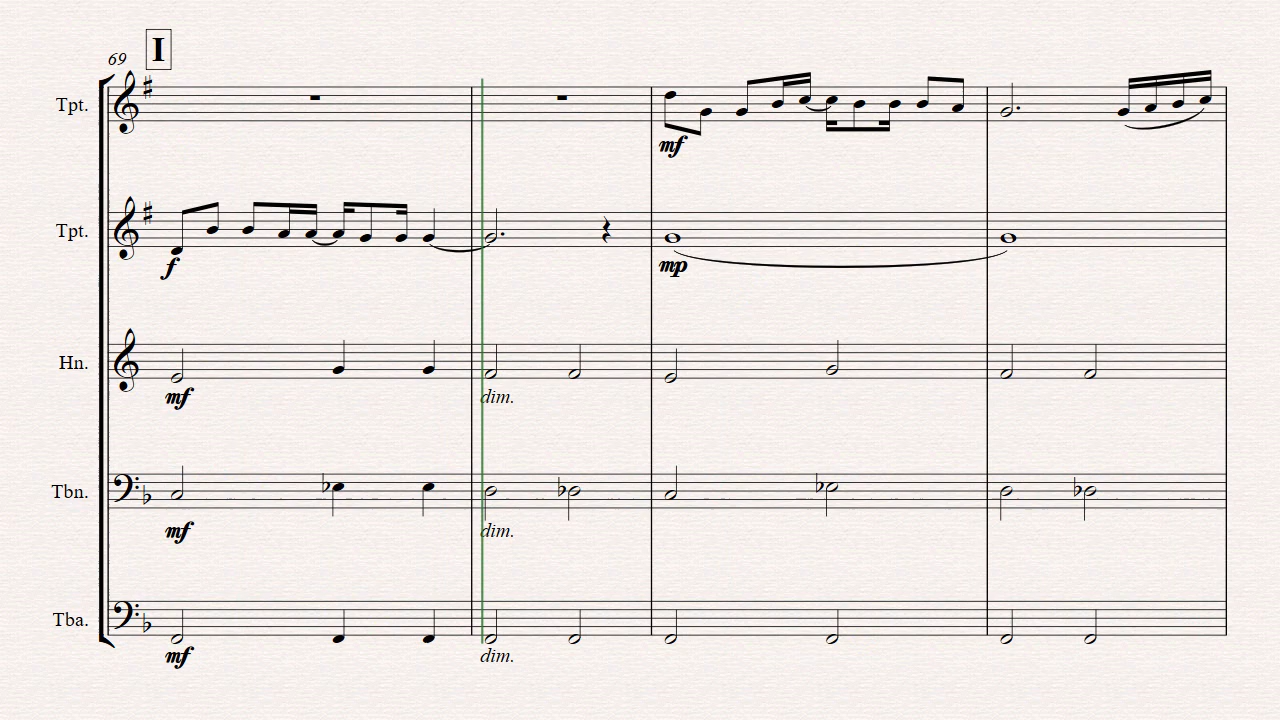 69 I
Tpt.
mf
Tpt.
f mp
Hn.
mf dim.
Tbn.
mf dim.
Tba.
mf dim.